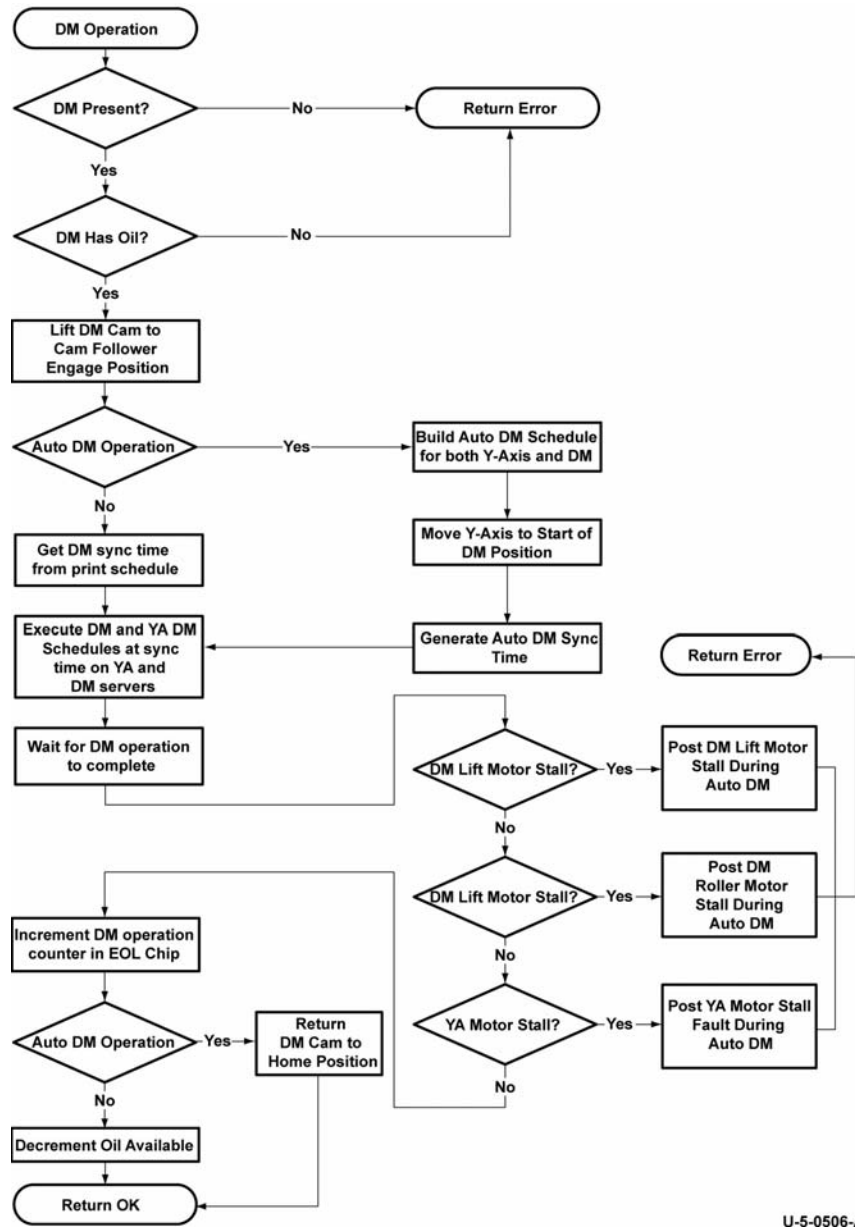 DM Operation
DM Present?
No
Return Error
Yes
DM Has Oil?
No
Yes
Lift DM Cam to
Cam Follower
Engage Position
Auto DM Operation
Yes
Build Auto DM Schedule
for both Y-Axis and DM
No
Move Y-Axis to Start of
DM Position
Get DM sync time
from print schedule
Generate Auto DM Sync
Time
Execute DM and YA DM
Schedules at sync
time on YA and
DM servers
Return Error
Wait for DM operation
to complete
DM Lift Motor Stall?
Yes
Post DM Lift Motor
Stall During
Auto DM
No
DM Lift Motor Stall?
Yes
Post DM
Roller Motor
Stall During
Auto DM
No
YA Motor Stall?
Yes
Post YA Motor Stall
Fault During
Auto DM
No
Increment DM operation
counter in EOL Chip
Auto DM Operation
Yes
Return
DM Cam to
Home Position
No
Decrement Oil Available
Return OK
U-5-0506-